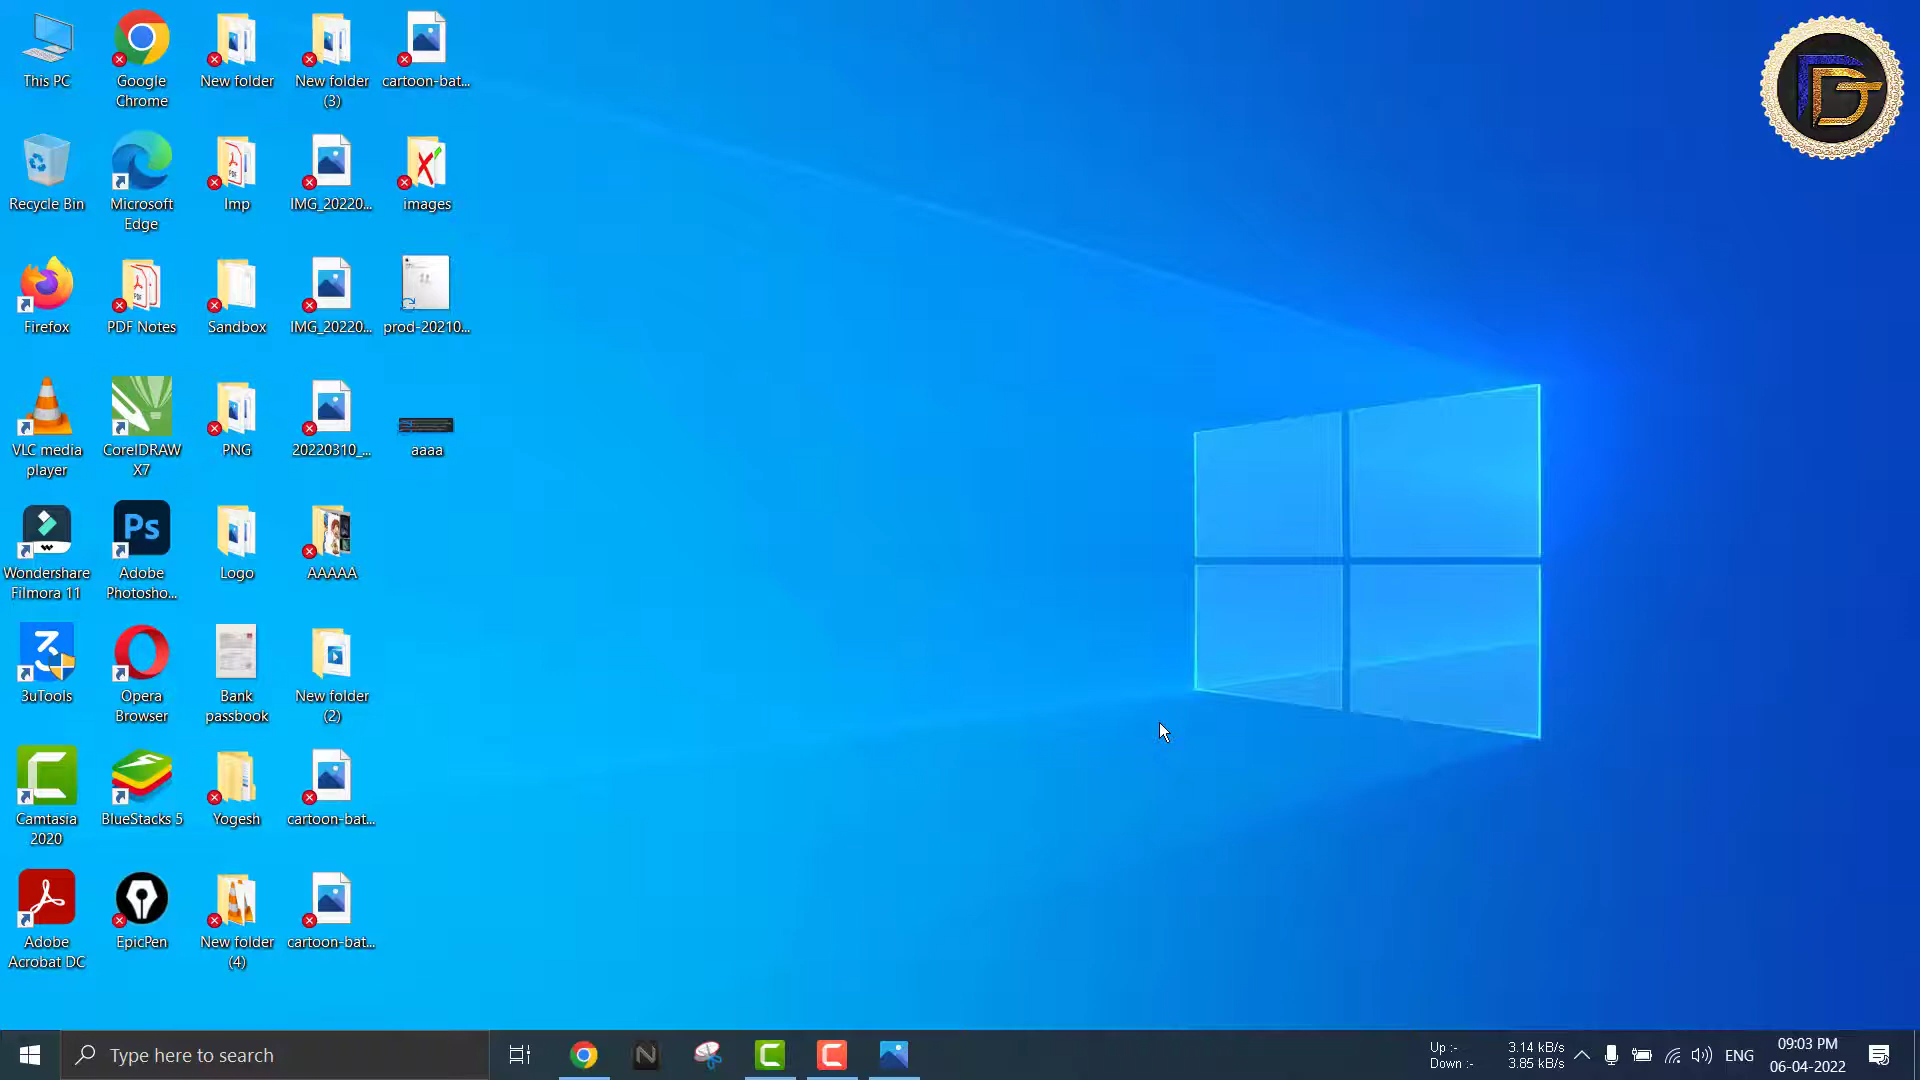 This PC
Google
Chrome
New folder
New folder
(3)
cartoon-bat...
Recycle Bin
Microsoft
Edge
Imp
IMG_20220...
images
Firefox
PDF Notes
Sandbox
IMG_20220...
prod-20210...
VLC media
player
CorelDRAW
X7
PNG
20220310_...
aaaa
Wondershare
Filmora 11
Ps
Adobe
Photosho...
Logo
AAAAA
3uTools
Opera
Browser
Bank
passbook
New folder
(2)
Camtasia
2020
BlueStacks 5
Yogesh
cartoon-bat...
Adobe
Acrobat DC
EpicPen
New folder
(4)
cartoon-bat...
Type here to search
Up :- 3.14 kB/s
Down :- 3.85 kB/s
ENG
09:03 PM
06-04-2022